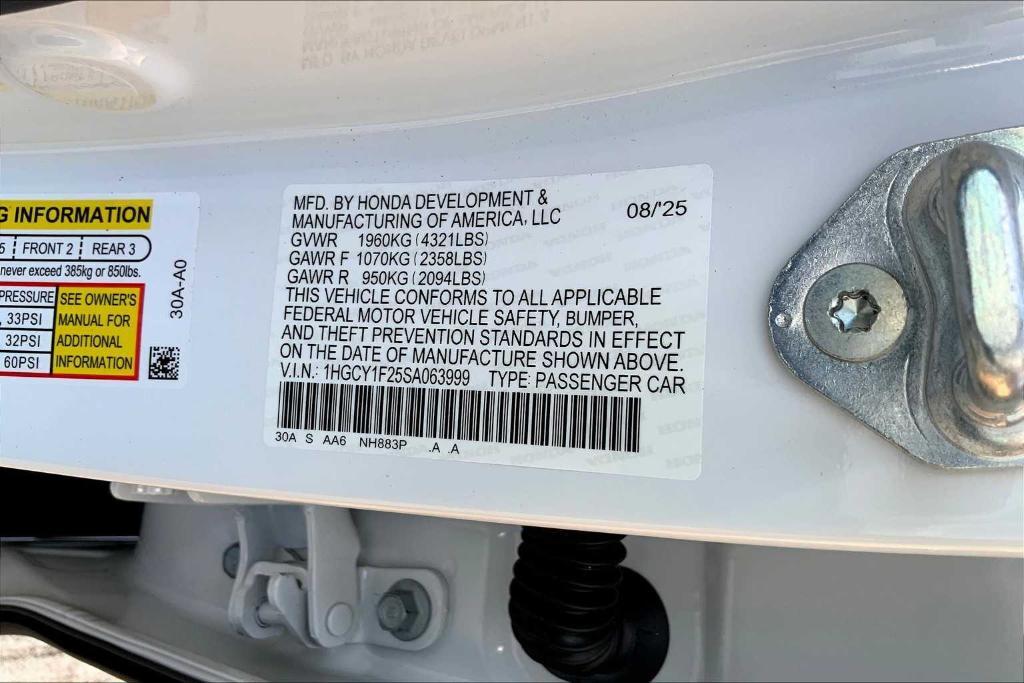 G INFORMATION
5 FRONT 2 REAR 3
never exceed 385kg or 850lbs.
PRESSURE SEE OWNER'S
, 33PSI MANUAL FOR
32PSI ADDITIONAL
60PSI INFORMATION
30A-A0
MFD. BY HONDA DEVELOPMENT &
MANUFACTURING OF AMERICA, LLC 08/'25
GVWR 1960KG (4321LBS)
GAWR F 1070KG (2358LBS)
GAWR R 950KG (2094LBS)
THIS VEHICLE CONFORMS TO ALL APPLICABLE
FEDERAL MOTOR VEHICLE SAFETY, BUMPER,
AND THEFT PREVENTION STANDARDS IN EFFECT
ON THE DATE OF MANUFACTURE SHOWN ABOVE.
V.I.N.: 1HGCY1F25SA063999 TYPE: PASSENGER CAR
30A S AA6 NH883P .A .A